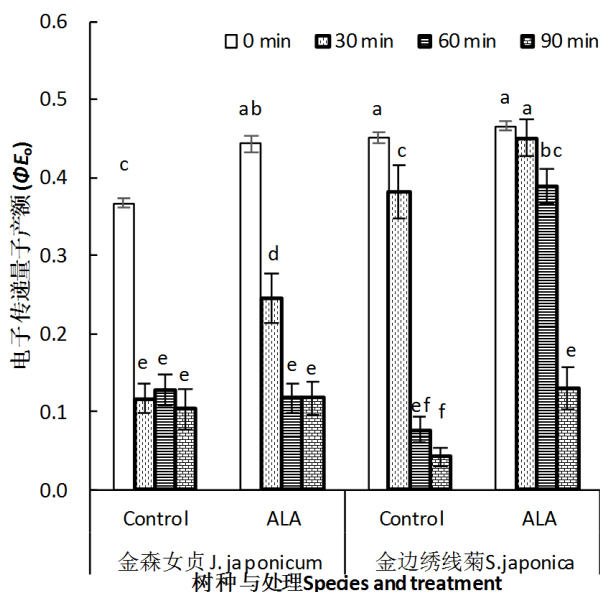 0.6
0 min 30 min 60 min 90 min
0.5
0.4
0.3
0.2
0.1
0.0
电子传递量子产额(ΦEo)
c
e
e
e
ab
d
e
e
a
c
ef
f
a
a
bc
e
Control ALA Control ALA
金森女贞J.japonicum 金边绣线菊S.japonica
树种与处理Species and treatment